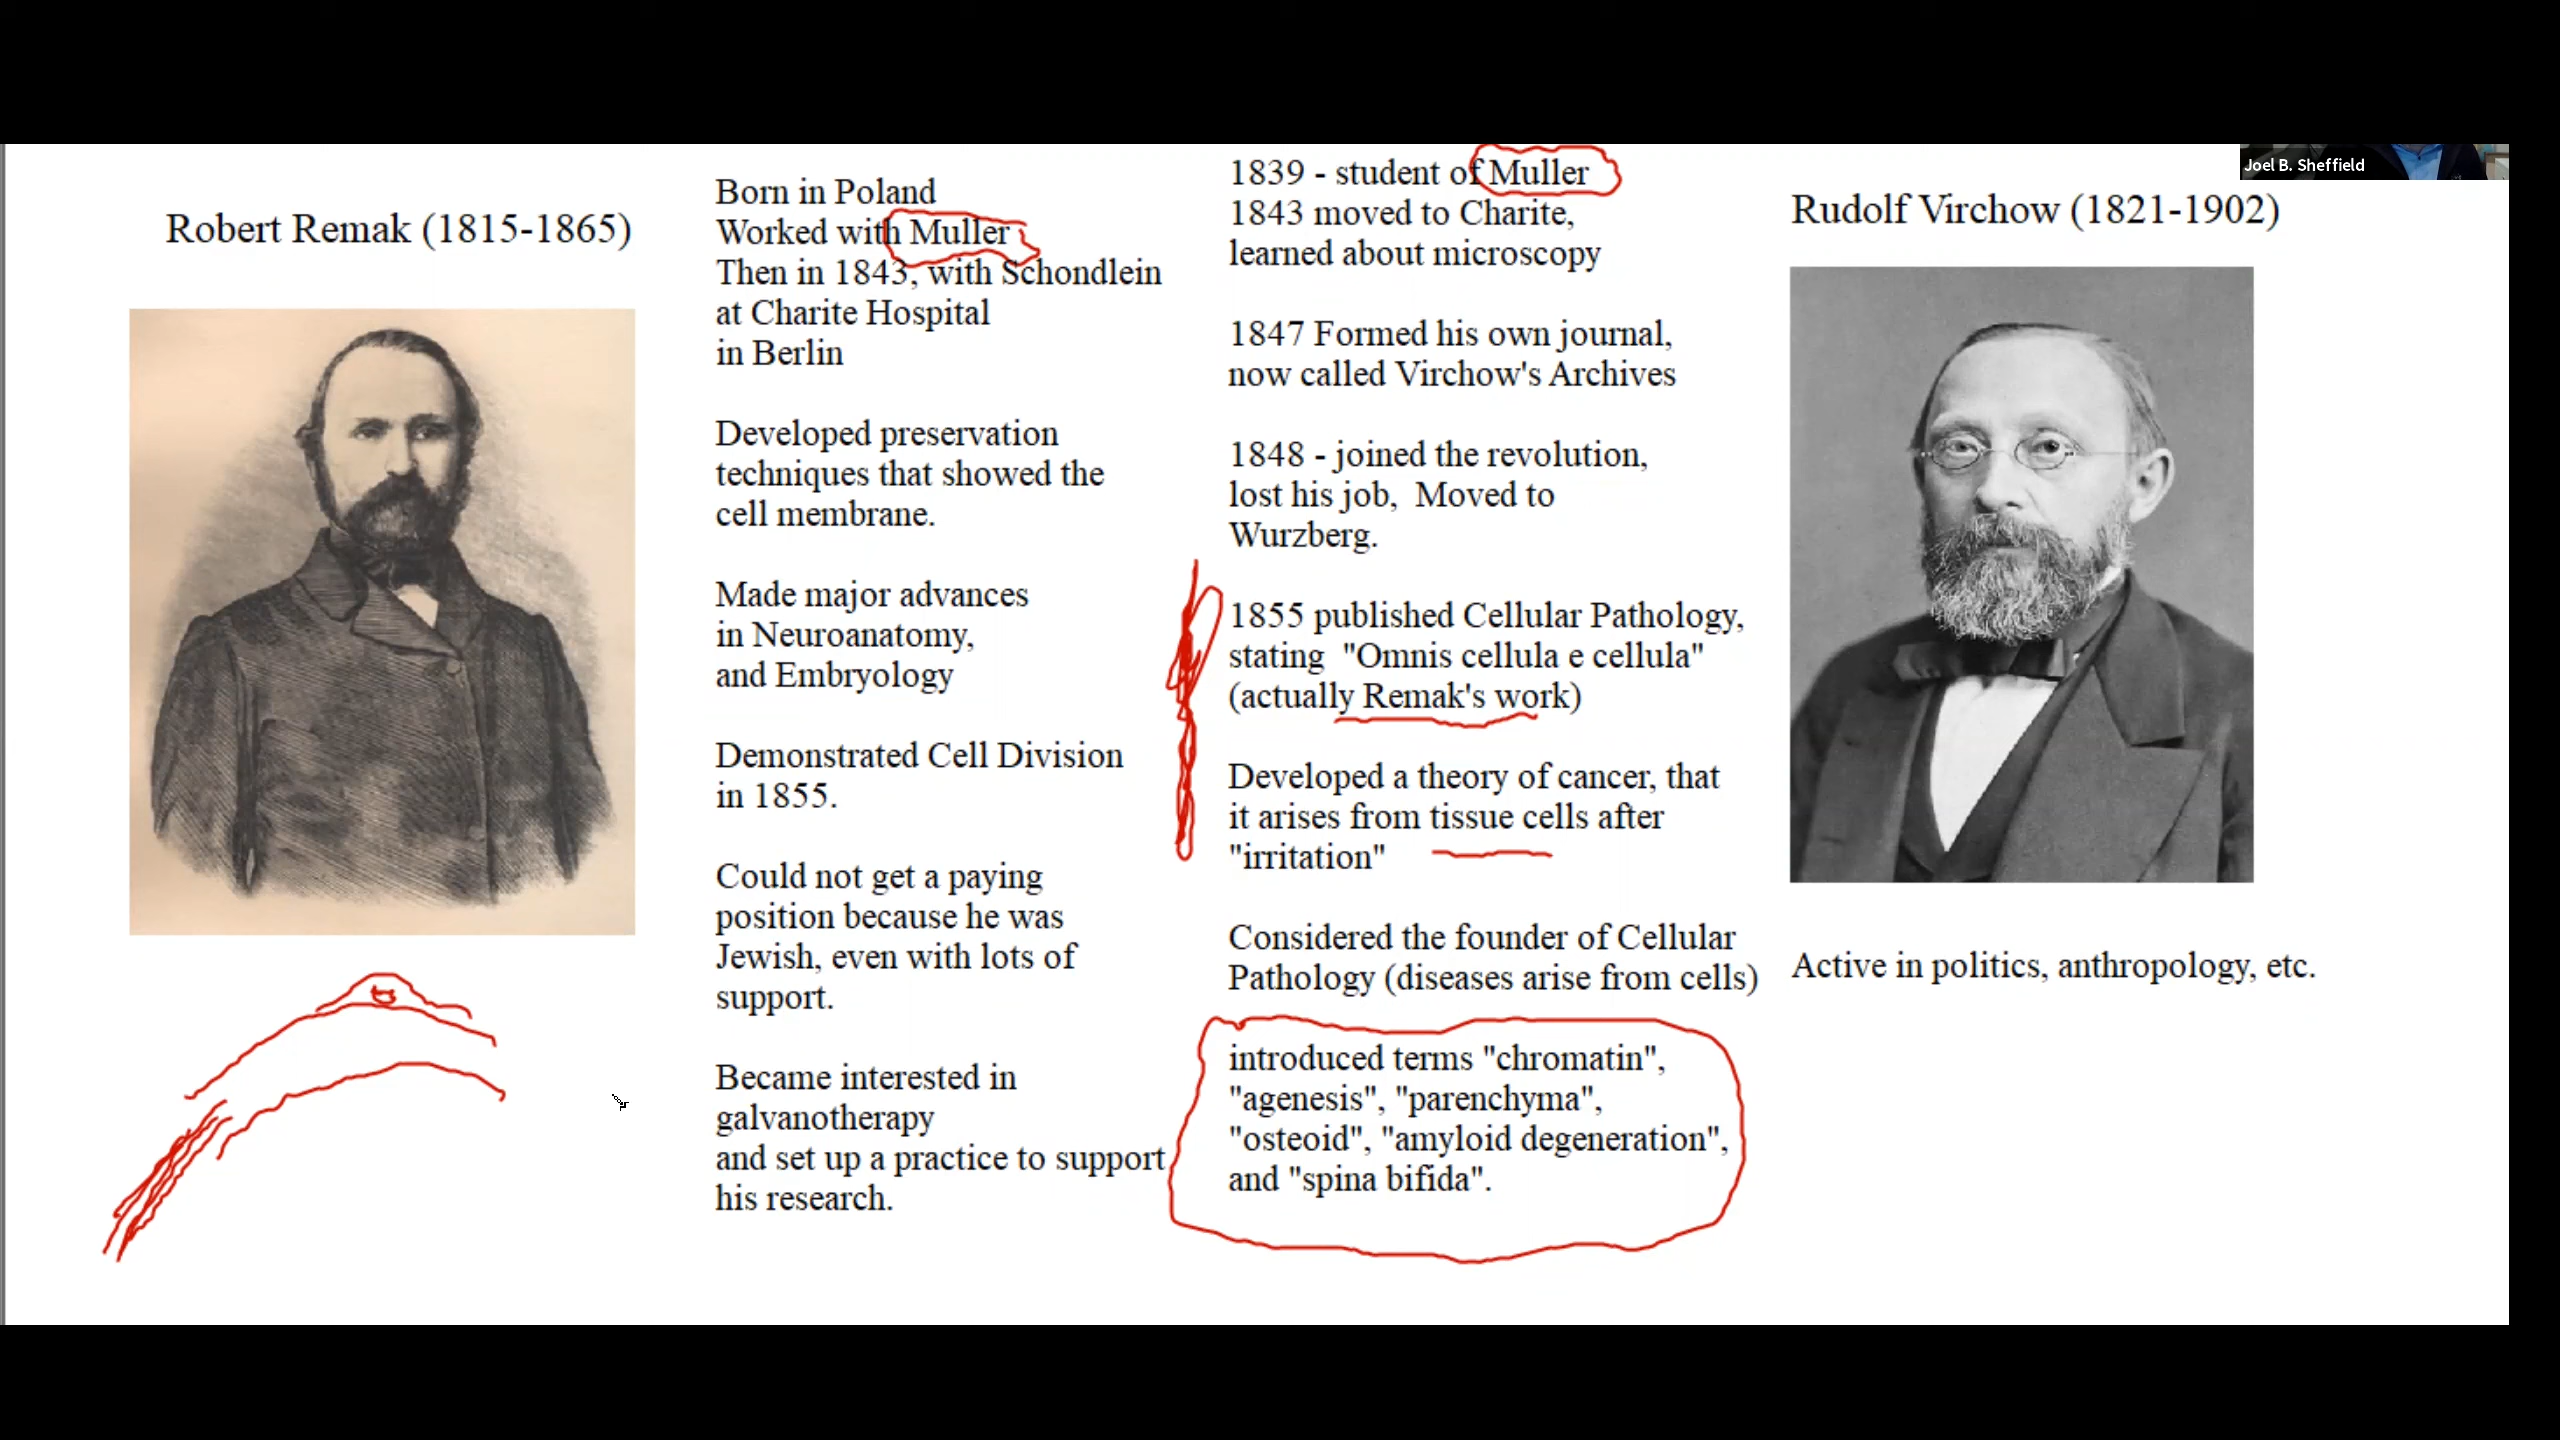 Robert Remak (1815-1865)
Born in Poland
Worked with Muller
Then in 1843, with Schondlein
at Charite Hospital
in Berlin
Developed preservation
techniques that showed the
cell membrane.
Made major advances
in Neuroanatomy,
and Embryology
Demonstrated Cell Division
in 1855.
Could not get a paying
position because he was
Jewish, even with lots of
support.
Became interested in
galvanotherapy
and set up a practice to support
his research.
1839 - student of Muller
1843 moved to Charite,
learned about microscopy
1847 Formed his own journal,
now called Virchow's Archives
1848 - joined the revolution,
lost his job,  Moved to
Wurzberg.
1855 published Cellular Pathology,
stating  "Omnis cellula e cellula"
(actually Remak's work)
Developed a theory of cancer, that
it arises from tissue cells after
"irritation"
Considered the founder of Cellular
Pathology (diseases arise from cells)
introduced terms "chromatin",
"agenesis", "parenchyma",
"osteoid", "amyloid degeneration",
and "spina bifida".
Joel B. Sheffield
Rudolf Virchow (1821-1902)
Active in politics, anthropology, etc.